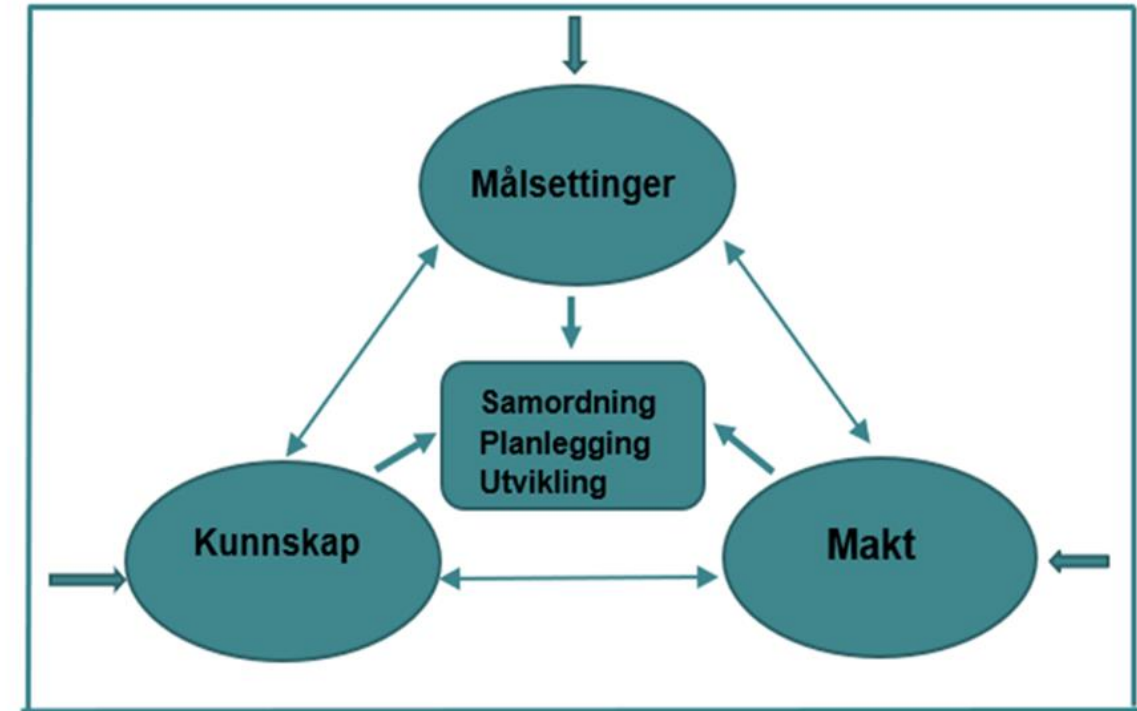 Målsettinger
Samordning
Planlegging
Utvikling
Kunnskap
Makt